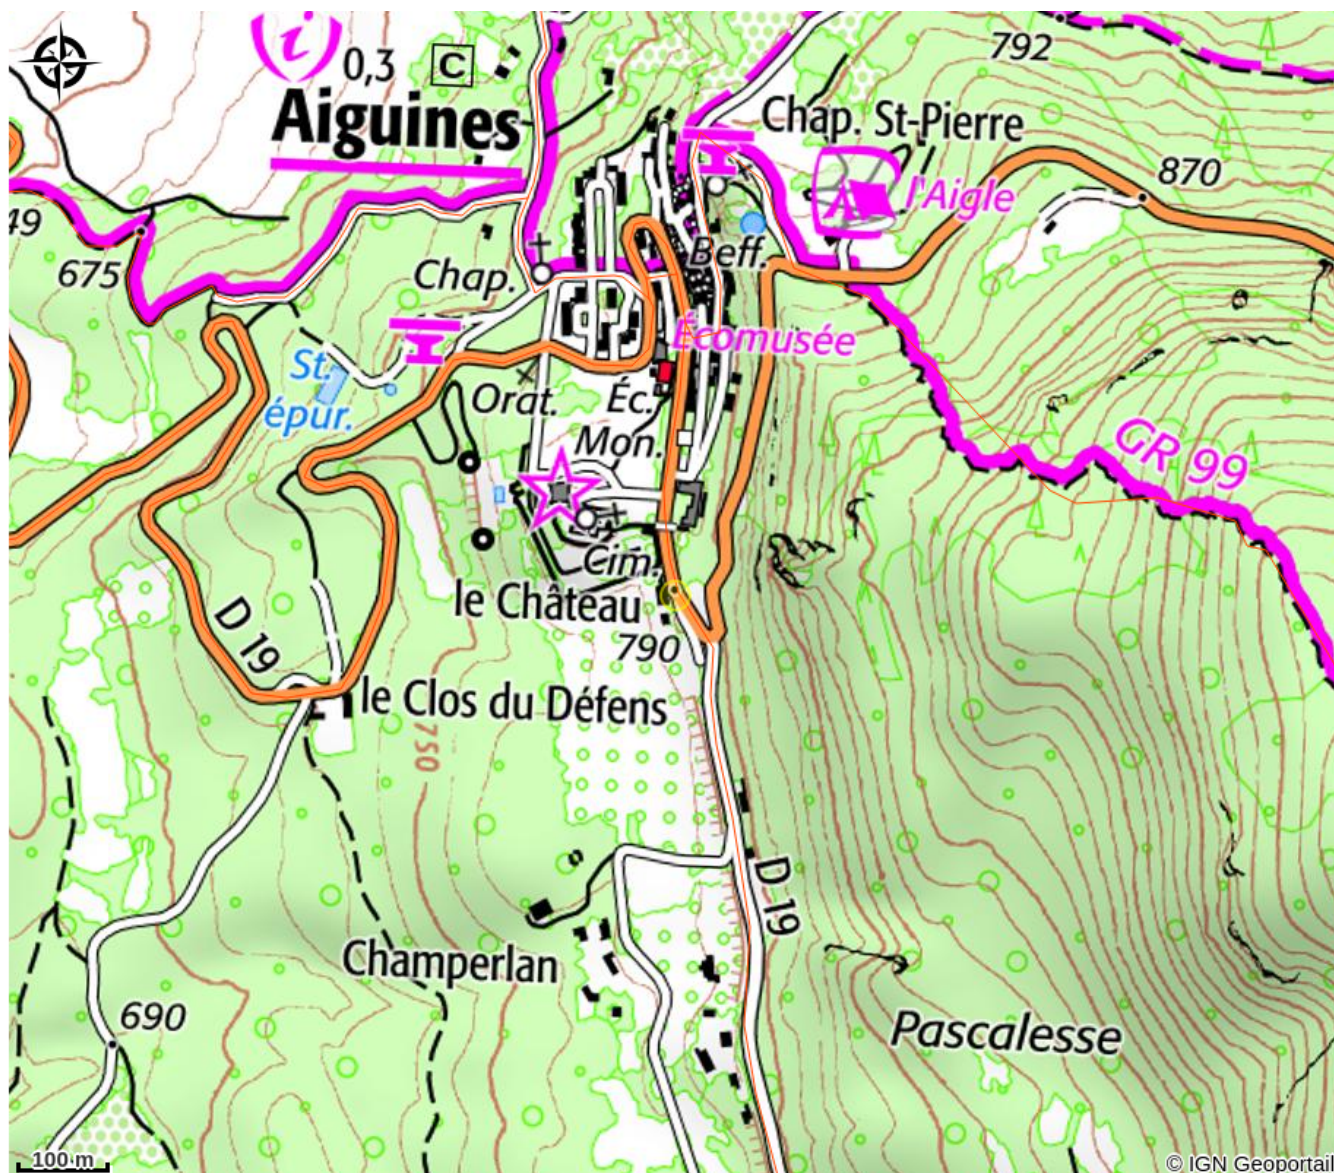 792
i 0,3 C
Aiguines
Chap. St-Pierre
870
l'Aigle
49
Beff.
675
Chap.
Écomusée
St.
épur.
Orat.
Éc.
Mon.
GR 99
Cim.
le Château
D 19
790
le Clos du Défens
750
D 19
Champerlan
690
Pascalesse
100 m
© IGN Geoportail